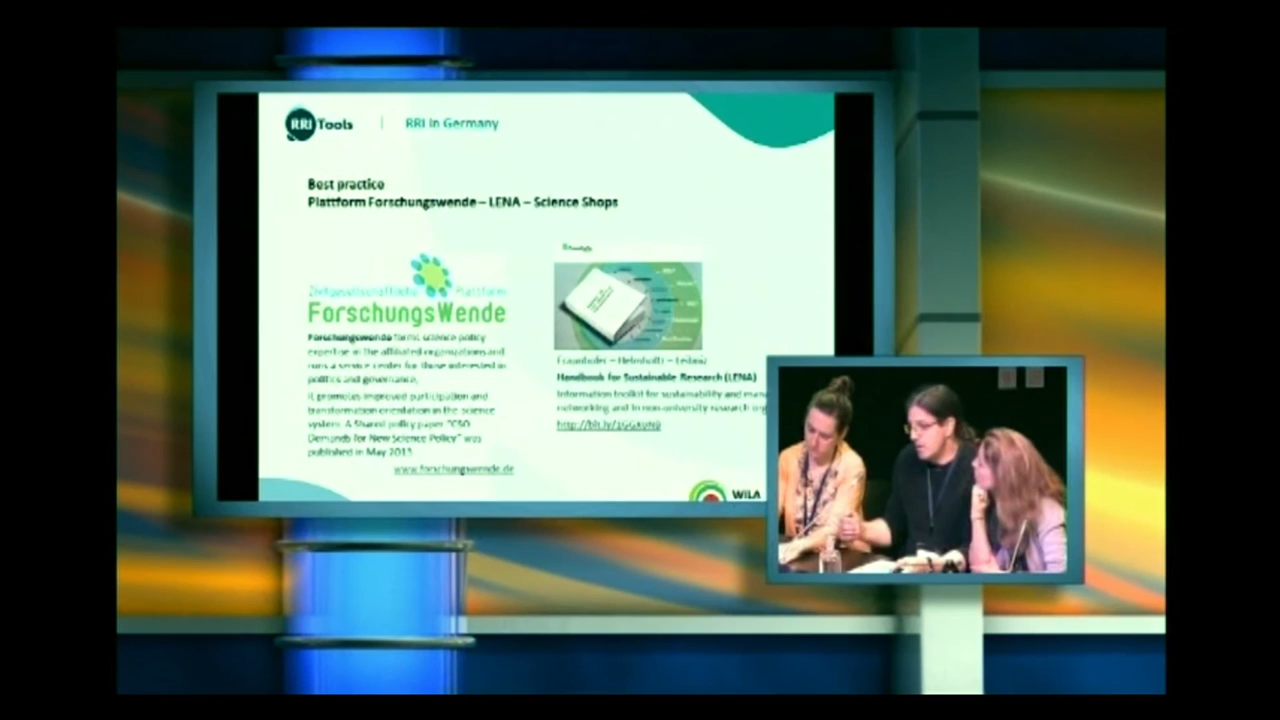 RRI Tools
RRI in Germany
Best practice
Plattform Forschungswende – LENA – Science Shops
Zivilgesellschaftliche Plattform
ForschungsWende
Forschungswende forms science policy
expertise in the affiliated organizations and
runs a service center for those interested in
politics and governance.
It promotes improved participation and
transformation orientation in the science
system. A Shared policy paper "CSO
Demands for New Science Policy" was
published in May 2013
www.forschungswende.de
Fraunhofer – Helmholtz – Leibniz
Handbook for Sustainable Research (LENA)
Information toolkit for sustainability and mana
networking and in non-university research org
WILA